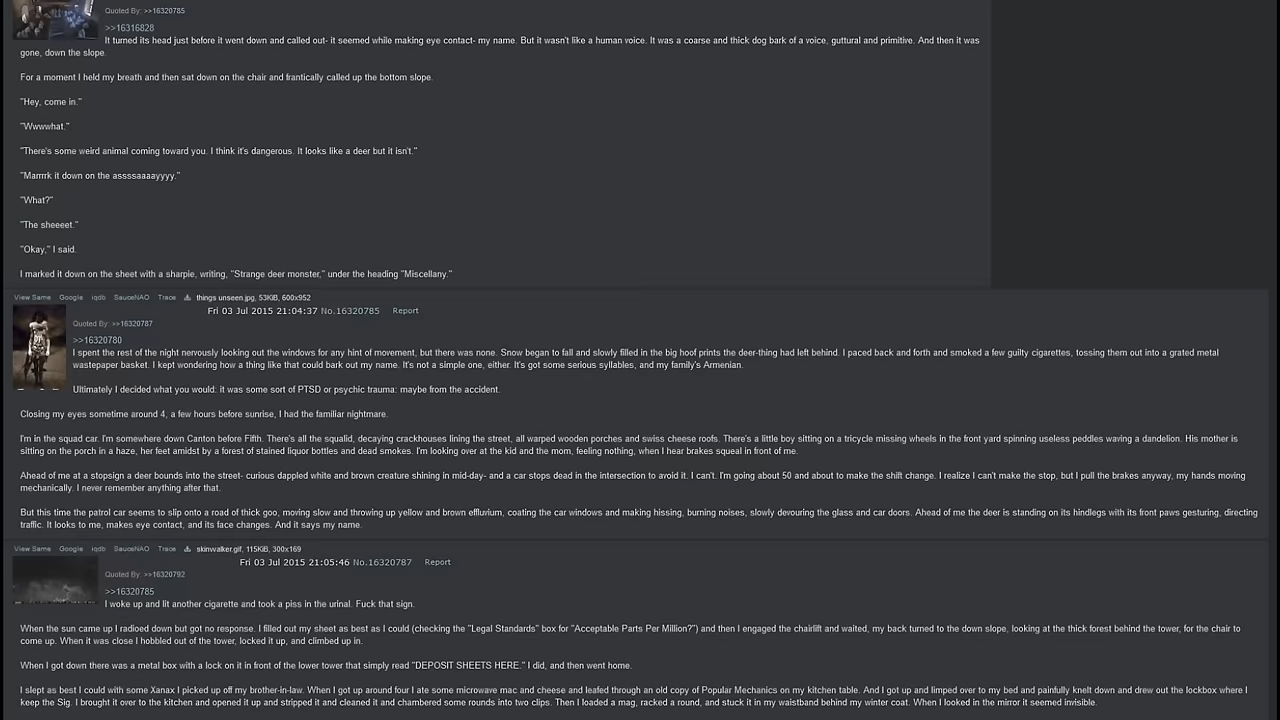 Quoted By: >>16320785
>>16316828
It turned its head just before it went down and called out- it seemed while making eye contact- my name. But it wasn't like a human voice. It was a coarse and thick dog bark of a voice, guttural and primitive. And then it was
gone, down the slope.
For a moment I held my breath and then sat down on the chair and frantically called up the bottom slope.
"Hey, come in."
"Wwwwhat."
"There's some weird animal coming toward you. I think it's dangerous. It looks like a deer but it isn't."
"Marrrrk it down on the assssaaaayyyy."
"What?"
"The sheeeet."
"Okay," I said.
I marked it down on the sheet with a sharpie, writing, "Strange deer monster," under the heading "Miscellany."
View Same Google iqdb SauceNAO Trace things unseen.jpg, 53KiB, 600x952
Fri 03 Jul 2015 21:04:37 No.16320785 Report
Quoted By: >>16320787
>>16320780
I spent the rest of the night nervously looking out the windows for any hint of movement, but there was none. Snow began to fall and slowly filled in the big hoof prints the deer-thing had left behind. I paced back and forth and smoked a few guilty cigarettes, tossing them out into a grated metal
wastepaper basket. I kept wondering how a thing like that could bark out my name. It's not a simple one, either. It's got some serious syllables, and my family's Armenian.
Ultimately I decided what you would: it was some sort of PTSD or psychic trauma: maybe from the accident.
Closing my eyes sometime around 4, a few hours before sunrise, I had the familiar nightmare.
I'm in the squad car. I'm somewhere down Canton before Fifth. There's all the squalid, decaying crackhouses lining the street, all warped wooden porches and swiss cheese roofs. There's a little boy sitting on a tricycle missing wheels in the front yard spinning useless peddles waving a dandelion. His mother is
sitting on the porch in a haze, her feet amidst by a forest of stained liquor bottles and dead smokes. I'm looking over at the kid and the mom, feeling nothing, when I hear brakes squeal in front of me.
Ahead of me at a stopsign a deer bounds into the street- curious dappled white and brown creature shining in mid-day- and a car stops dead in the intersection to avoid it. I can't. I'm going about 50 and about to make the shift change. I realize I can't make the stop, but I pull the brakes anyway, my hands moving
mechanically. I never remember anything after that.
But this time the patrol car seems to slip onto a road of thick goo, moving slow and throwing up yellow and brown effluvium, coating the car windows and making hissing, burning noises, slowly devouring the glass and car doors. Ahead of me the deer is standing on its hindlegs with its front paws gesturing, directing
traffic. It looks to me, makes eye contact, and its face changes. And it says my name.
View Same Google iqdb SauceNAO Trace skinwalker.gif, 115KiB, 300x169
Fri 03 Jul 2015 21:05:46 No.16320787 Report
Quoted By: >>16320792
>>16320785
I woke up and lit another cigarette and took a piss in the urinal. Fuck that sign.
When the sun came up I radioed down but got no response. I filled out my sheet as best as I could (checking the "Legal Standards" box for "Acceptable Parts Per Million?") and then I engaged the chairlift and waited, my back turned to the down slope, looking at the thick forest behind the tower, for the chair to
come up. When it was close I hobbled out of the tower, locked it up, and climbed up in.
When I got down there was a metal box with a lock on it in front of the lower tower that simply read "DEPOSIT SHEETS HERE." I did, and then went home.
I slept as best I could with some Xanax I picked up off my brother-in-law. When I got up around four I ate some microwave mac and cheese and leafed through an old copy of Popular Mechanics on my kitchen table. And I got up and limped over to my bed and painfully knelt down and drew out the lockbox where I
keep the Sig. I brought it over to the kitchen and opened it up and stripped it and cleaned it and chambered some rounds into two clips. Then I loaded a mag, racked a round, and stuck it in my waistband behind my winter coat. When I looked in the mirror it seemed invisible.